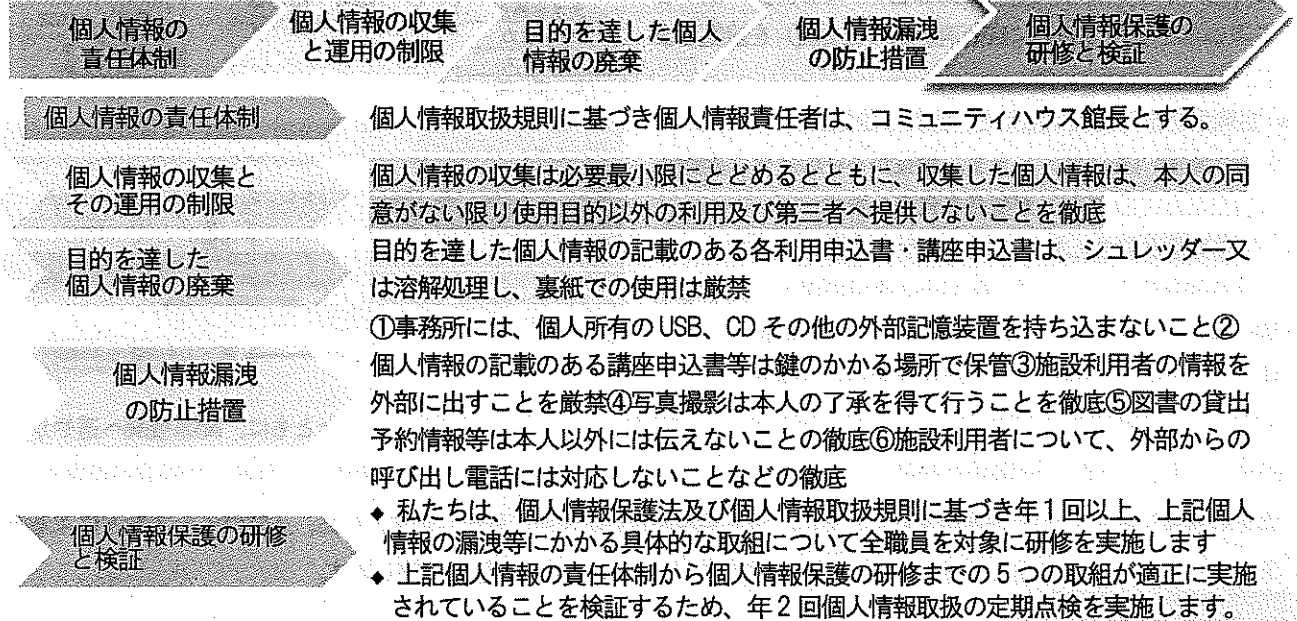 個人情報の
責任体制
個人情報の収集
と運用の制限
目的を達した個人
情報の廃棄
個人情報漏洩
の防止措置
個人情報保護の
研修と検証
個人情報の責任体制
個人情報取扱規則に基づき個人情報責任者は、コミュニティハウス館長とする。
個人情報の収集と
その運用の制限
個人情報の収集は必要最小限にとどめるとともに、収集した個人情報は、本人の同
意がない限り使用目的以外の利用及び第三者へ提供しないことを徹底
目的を達した
個人情報の廃棄
目的を達した個人情報の記載のある各利用申込書・講座申込書は、シュレッダー又
は溶解処理し、裏紙での使用は厳禁
個人情報漏洩
の防止措置
①事務所には、個人所有のUSB、CD その他の外部記憶装置を持ち込まないこと②
個人情報の記載のある講座申込書等は鍵のかかる場所で保管③施設利用者の情報を
外部に出すことを厳禁④写真撮影は本人の了承を得て行うことを徹底⑤図書の貸出
予約情報等は本人以外には伝えないことの徹底⑥施設利用者について、外部からの
呼び出し電話には対応しないことなどの徹底
個人情報保護の研修
と検証
◆ 私たちは、個人情報保護法及び個人情報取扱規則に基づき年1回以上、上記個人
情報の漏洩等にかかる具体的な取組について全職員を対象に研修を実施します
◆ 上記個人情報の責任体制から個人情報保護の研修までの5つの取組が適正に実施
されていることを検証するため、年2回個人情報取扱の定期点検を実施します。